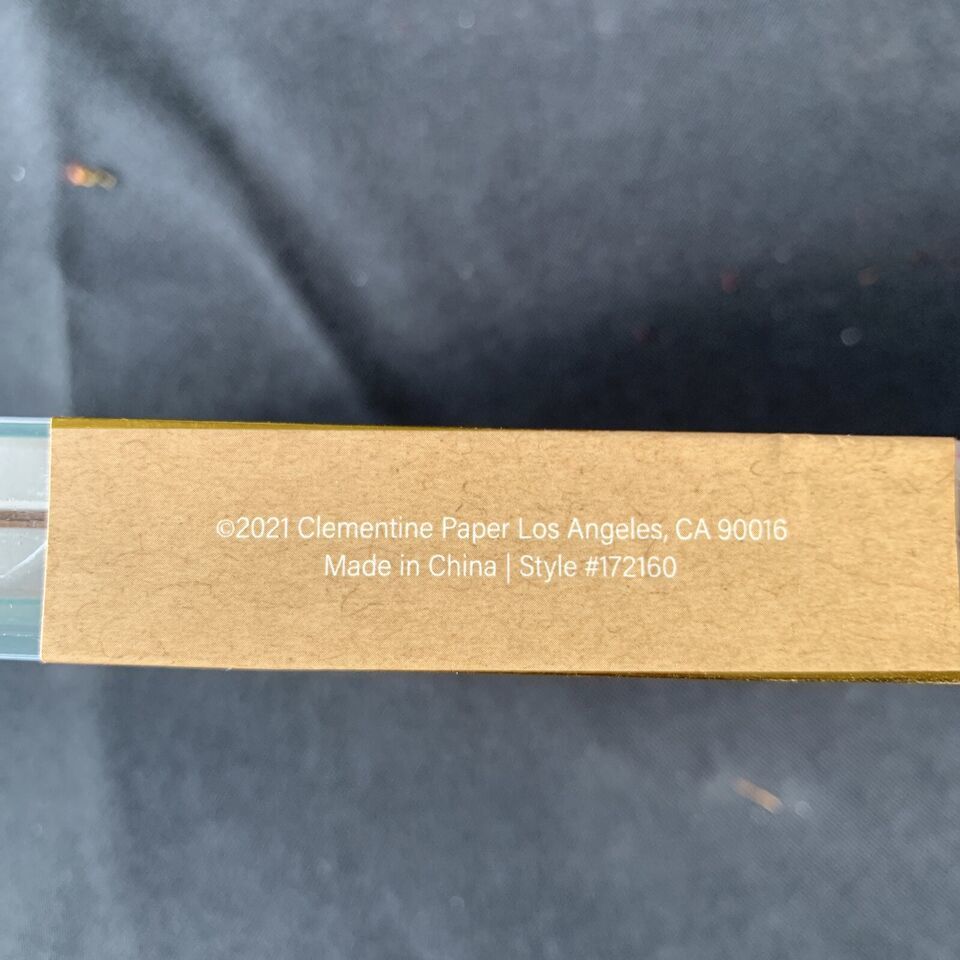 ©2021 Clementine Paper Los Angeles, CA 90016
Made in China | Style #172160